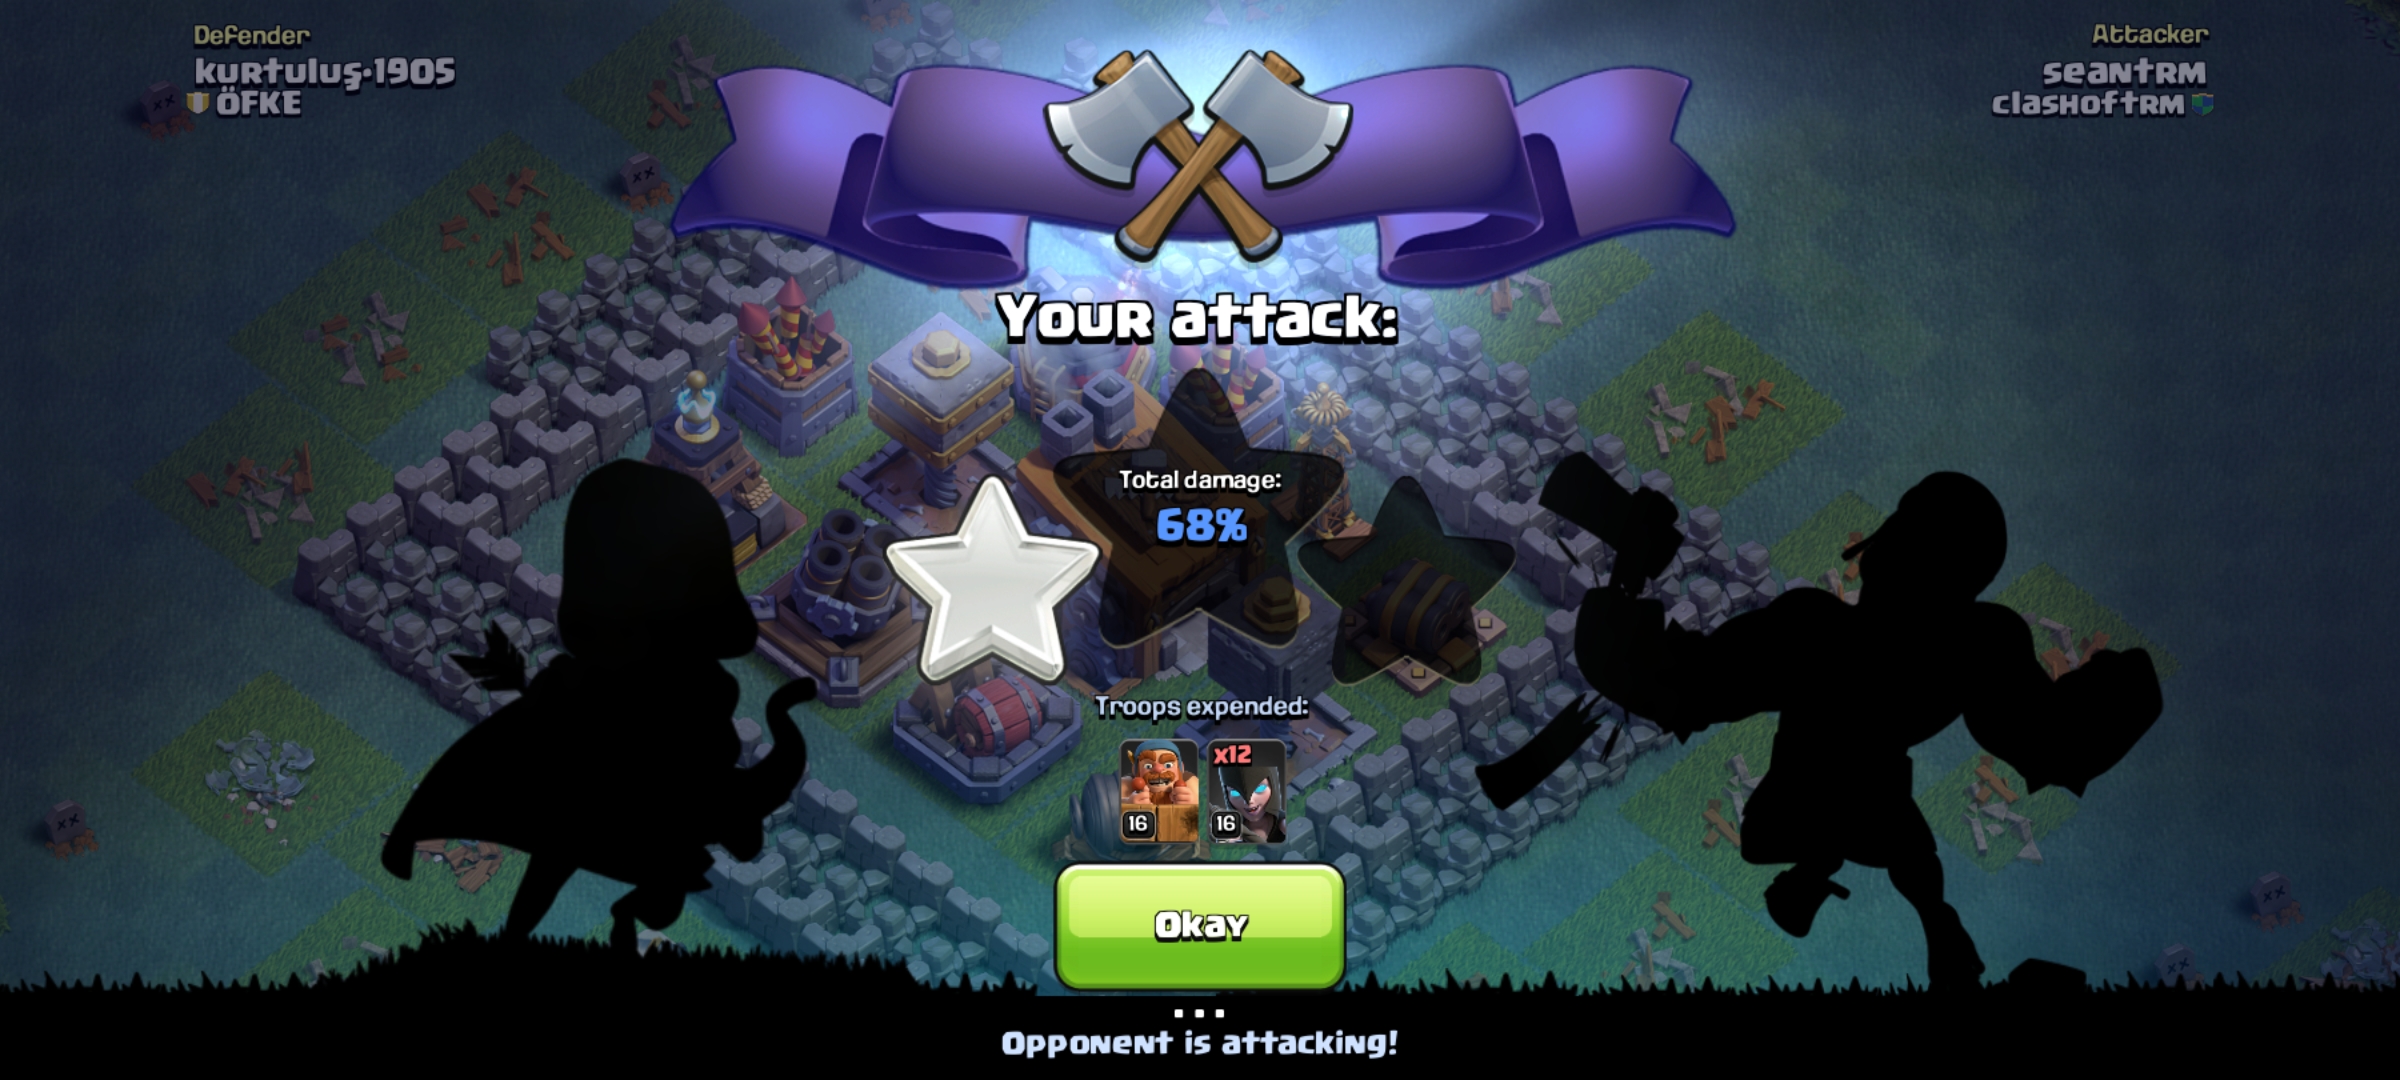 Defender
kurtuluş•1905
ÖFKE
Attacker
seantrm
clashoftrm
Your attack:
Total damage:
68%
Troops expended:
x12
16
16
Okay
...
Opponent is attacking!